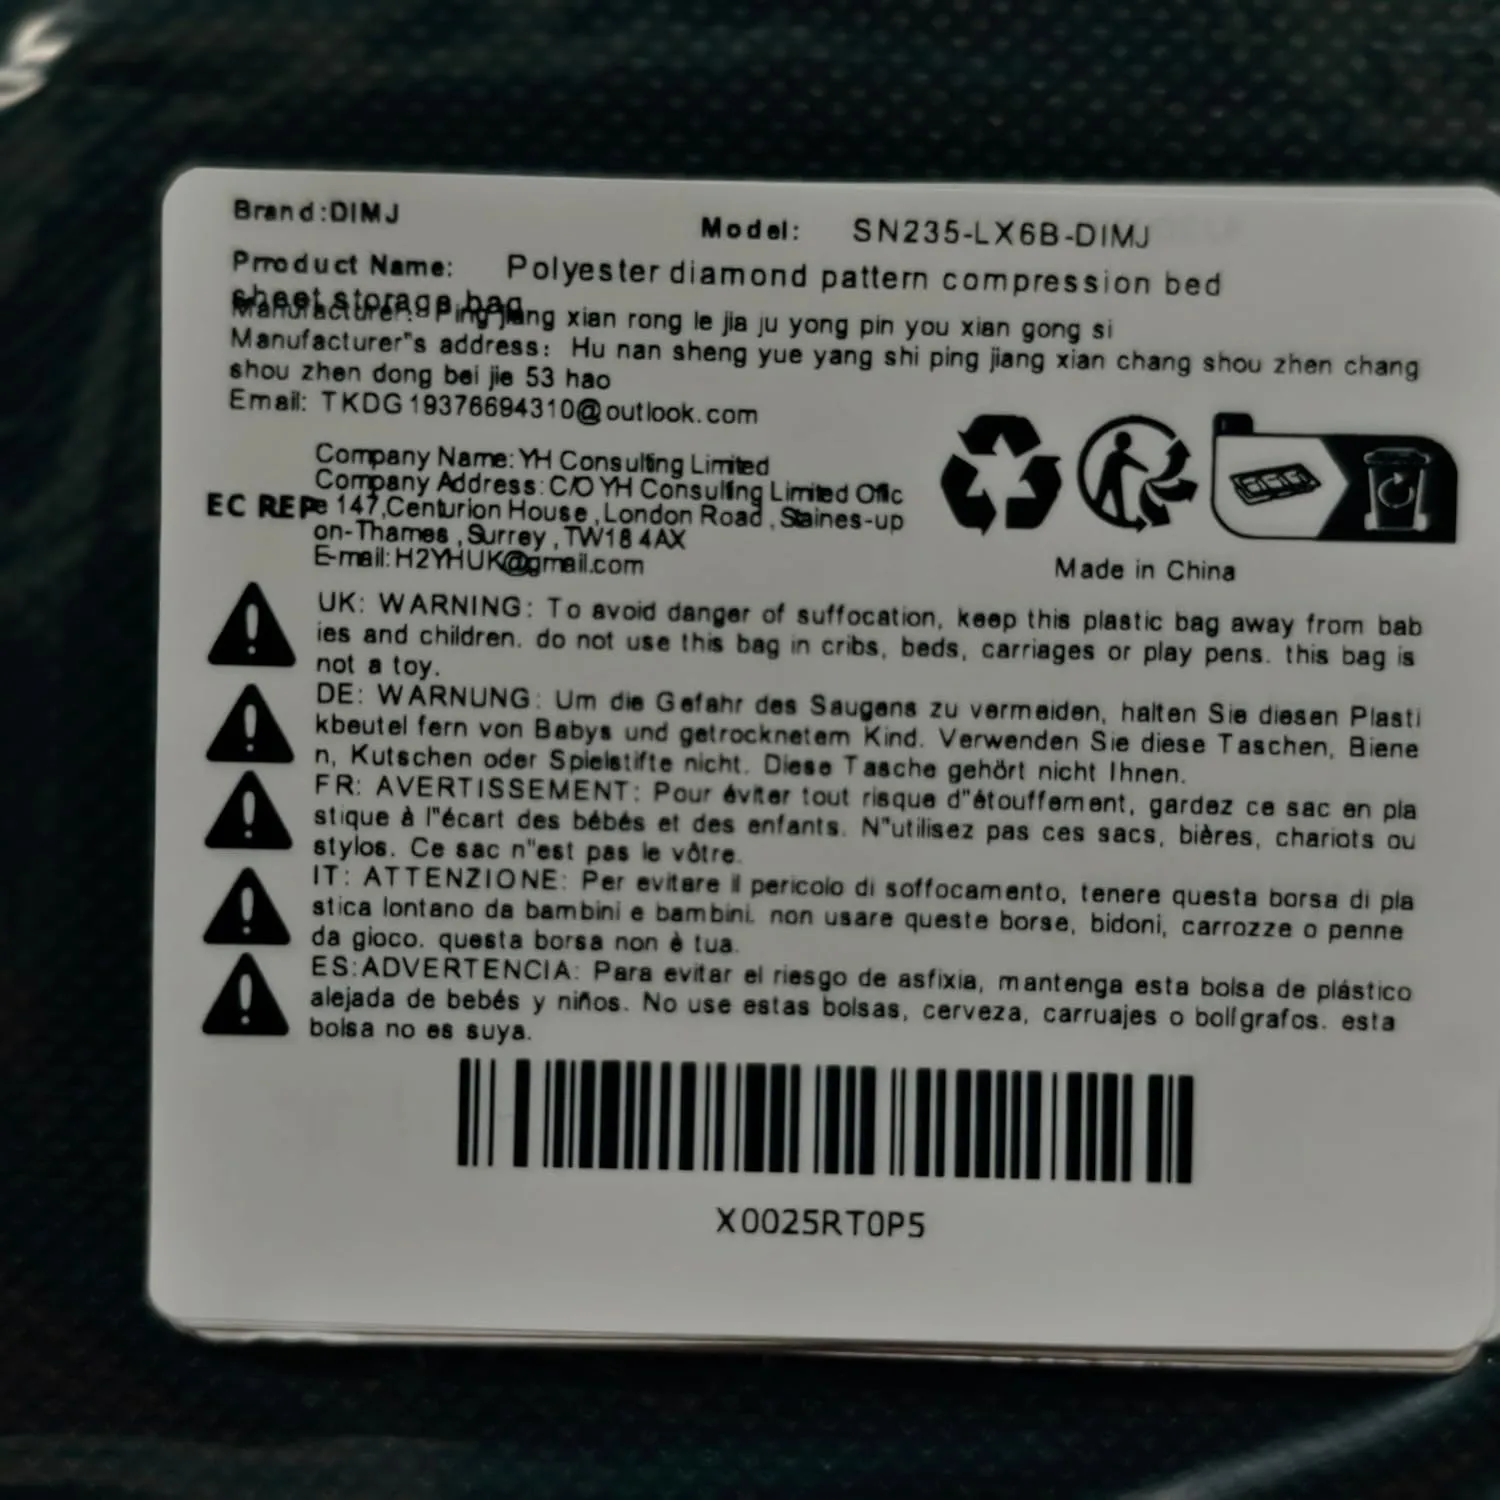 Brand:DIMJ
Model: SN235-LX6B-DIMJ
Prroduct Name: Polyester diamond pattern compression bed
sheet storage bag
Manufacturer: Ping jiang xian rong le jia ju yong pin you xian gong si
Manufacturer"s address: Hu nan sheng yue yang shi ping jiang xian chang shou zhen chang
shou zhen dong bei jie 53 hao
Email: TKDG19376694310@outlook.com
Company Name:YH Consulting Limited
Company Address:C/O YH Consulfing Limited Offic
EC REP e 147,Centurion House,London Road,Staines-up
on-Thames,Surrey,TW18 4AX
E-mail:H2YHUK@gmail.com
Made in China
UK: WARNING: To avoid danger of suffocation, keep this plastic bag away from bab
ies and children. do not use this bag in cribs, beds, carriages or play pens. this bag is
not a toy.
DE: WARNUNG: Um die Gefahr des Saugens zu vermeiden, halten Sie diesen Plasti
kbeutel fern von Babys und getrocknetem Kind. Verwenden Sie diese Taschen, Biene
n, Kutschen oder Spielstifte nicht. Diese Tasche gehört nicht Ihnen.
FR: AVERTISSEMENT: Pour éviter tout risque d"étouffement, gardez ce sac en pla
stique à l"écart des bébés et des enfants. N"utilisez pas ces sacs, bières, chariots ou
stylos. Ce sac n"est pas le vôtre.
IT: ATTENZIONE: Per evitare il pericolo di soffocamento, tenere questa borsa di pla
stica lontano da bambini e bambini. non usare queste borse, bidoni, carrozze o penne
da gioco. questa borsa non è tua.
ES:ADVERTENCIA: Para evitar el riesgo de asfixia, mantenga esta bolsa de plástico
alejada de bebés y niños. No use estas bolsas, cerveza, carruajes o bolígrafos. esta
bolsa no es suya.
X0025RT0P5